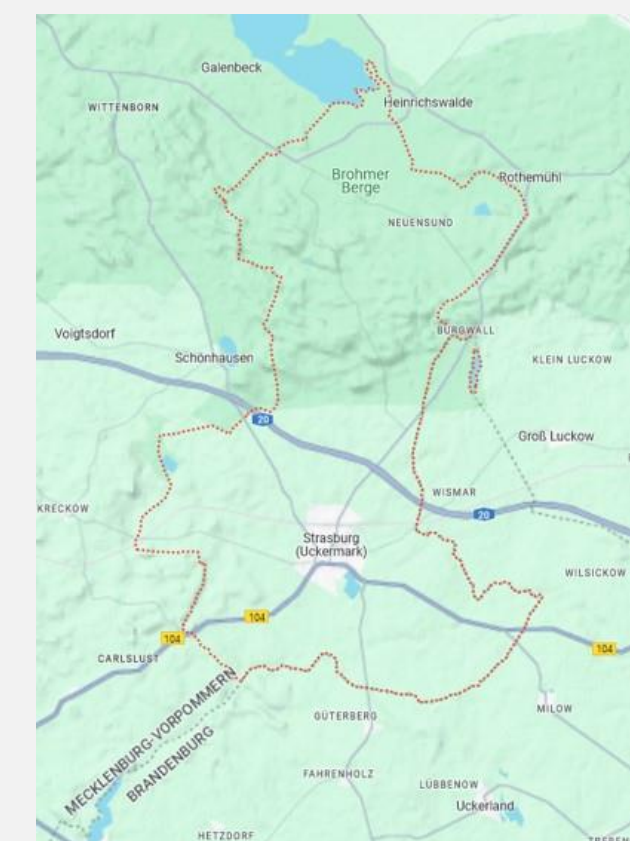 Galenbeck
WITTENBORN
Heinrichswalde
Brohmer
Berge
Rothemühl
NEUENSUND
Voigtsdorf
BURGWALL
Schönhausen
KLEIN LUCKOW
20
Groß Luckow
KRECKOW
WISMAR
20
Strasburg
(Uckermark)
WILSICKOW
104
104
104
CARLSLUST
MECKLENBURG-VORPOMMERN
BRANDENBURG
GÜTERBERG
MILOW
FAHRENHOLZ
LÜBBENOW
Uckerland
HETZDORF